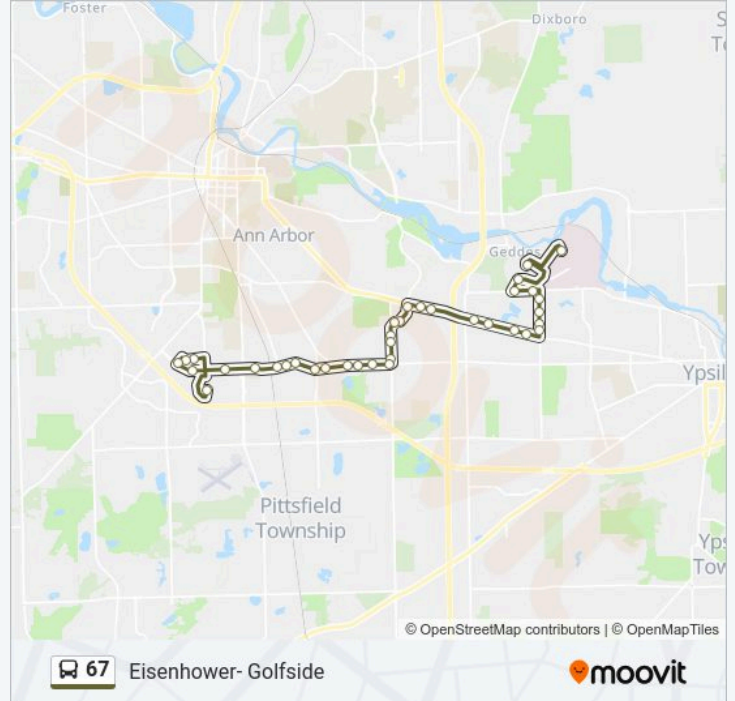 Foster
Dixboro
Ann Arbor
Geddes
Ypsil
Pittsfield
Township
Yps
Tow
© OpenStreetMap contributors | © OpenMapTiles
67 Eisenhower- Golfside
moovit